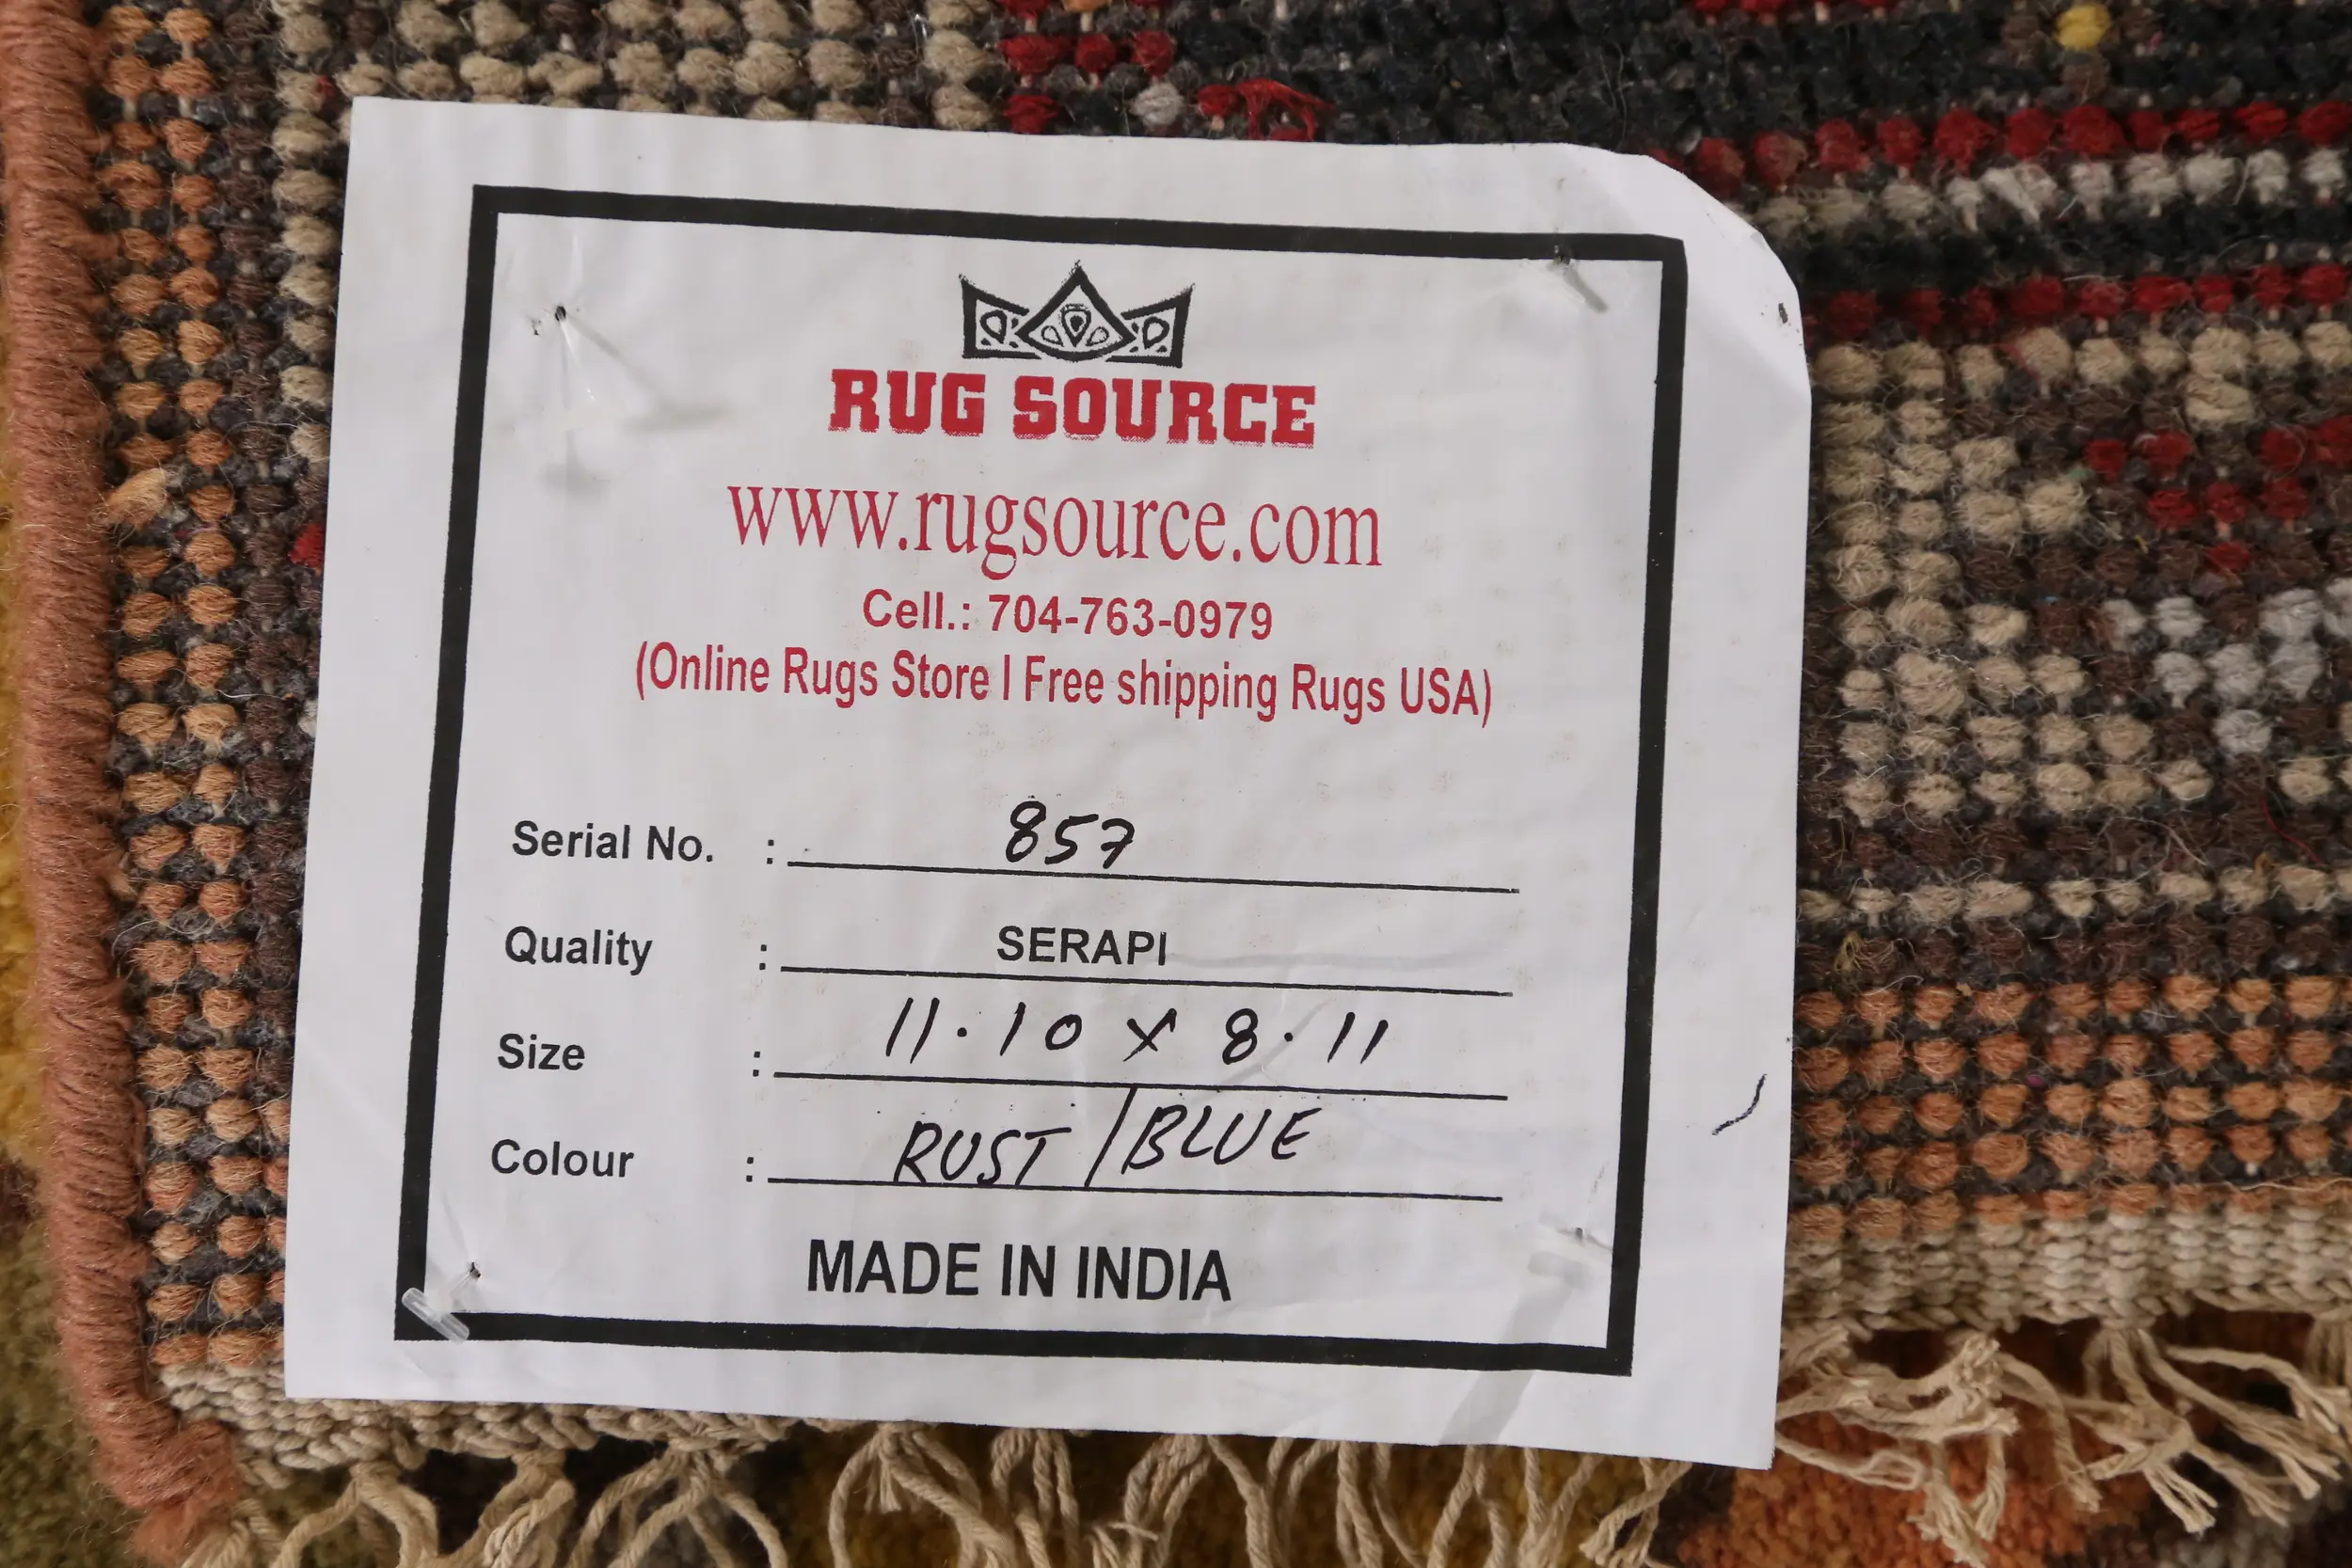 RUG SOURCE
www.rugsource.com
Cell.: 704-763-0979
(Online Rugs Store I Free shipping Rugs USA)
Serial No. : 857
Quality : SERAPI
Size : 11.10 x 8.11
Colour : RUST/BLUE
MADE IN INDIA